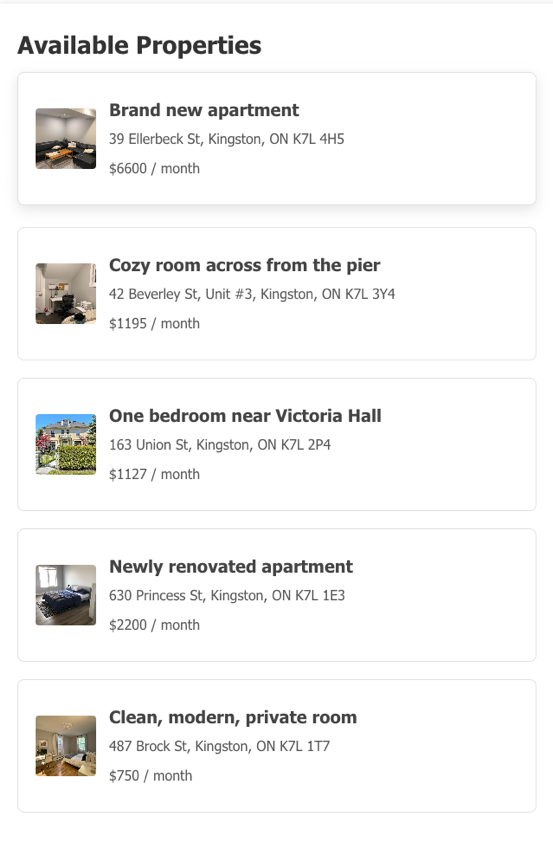 Available Properties
Brand new apartment
39 Ellerbeck St, Kingston, ON K7L 4H5
$6600 / month
Cozy room across from the pier
42 Beverley St, Unit #3, Kingston, ON K7L 3Y4
$1195 / month
One bedroom near Victoria Hall
163 Union St, Kingston, ON K7L 2P4
$1127 / month
Newly renovated apartment
630 Princess St, Kingston, ON K7L 1E3
$2200 / month
Clean, modern, private room
487 Brock St, Kingston, ON K7L 1T7
$750 / month